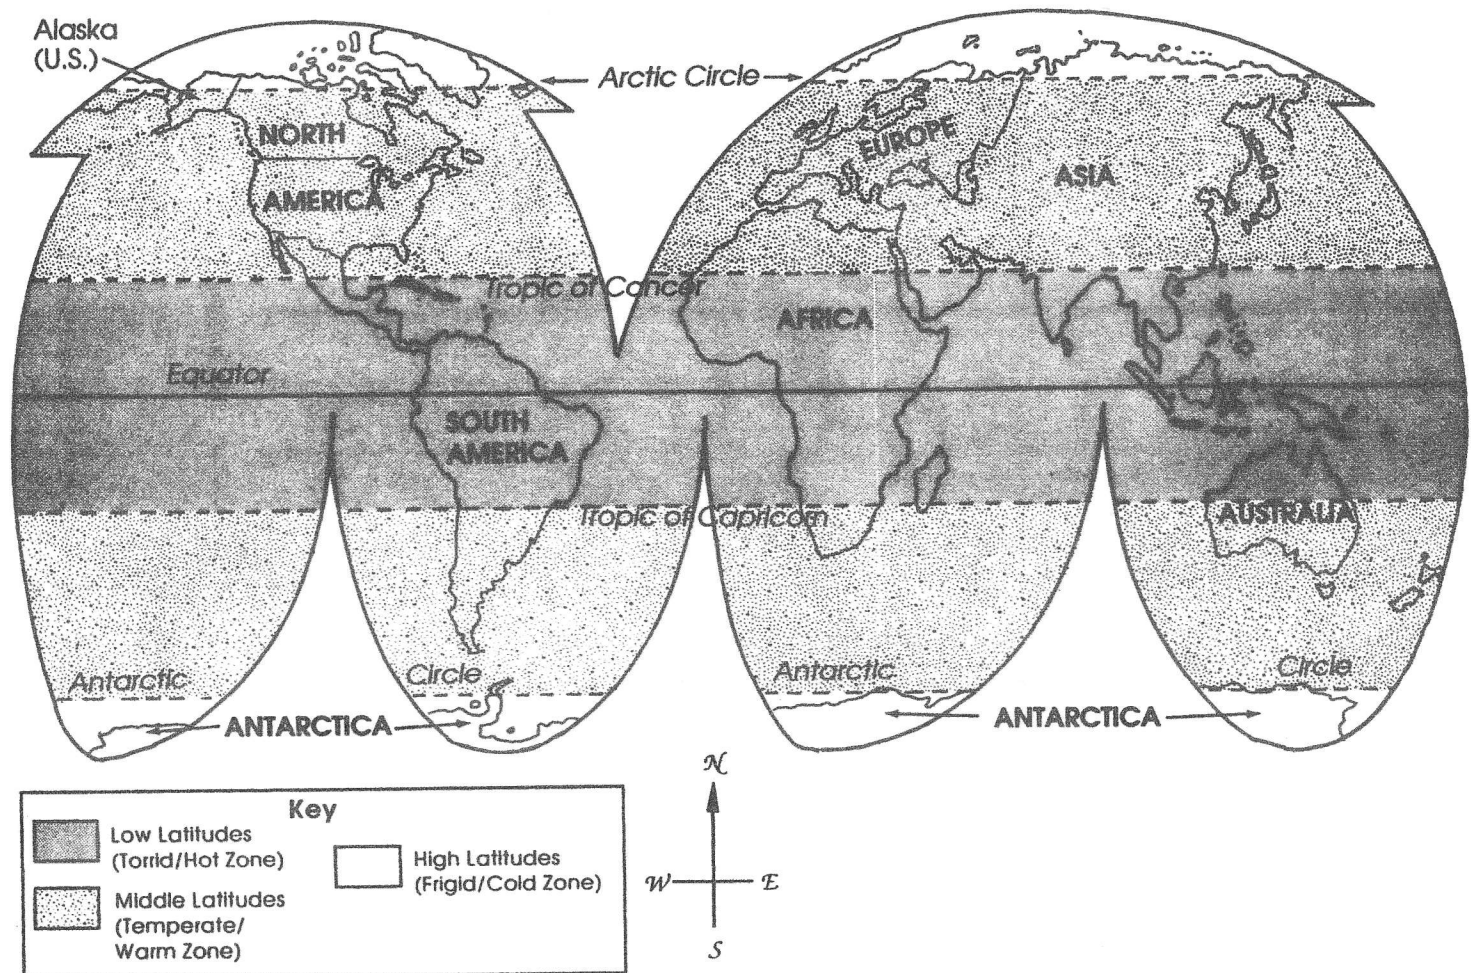 Alaska
(U.S.)
Arctic Circle
NORTH
AMERICA
EUROPE
ASIA
Tropic of Cancer
AFRICA
Equator
SOUTH
AMERICA
Tropic of Capricorn
AUSTRALIA
Antarctic
Circle
Antarctic
Circle
ANTARCTICA
ANTARCTICA
Key
Low Latitudes
(Torrid/Hot Zone)
High Latitudes
(Frigid/Cold Zone)
Middle Latitudes
(Temperate/
Warm Zone)
N
W
E
S